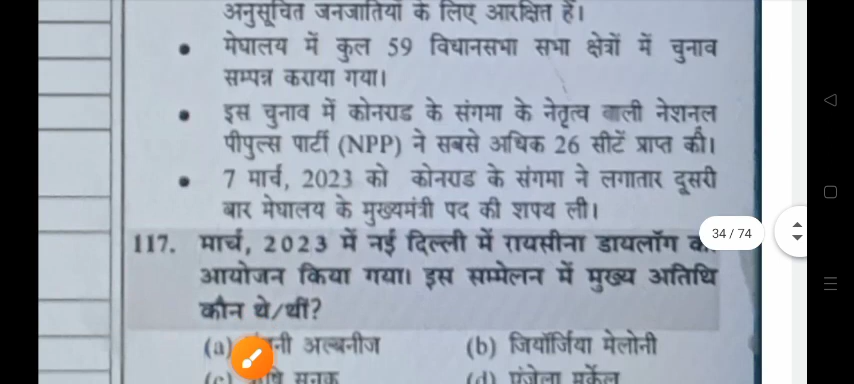 अनुसूचित जनजातियों के लिए आरक्षित हैं।
• मेघालय में कुल 59 विधानसभा सभा क्षेत्रों में चुनाव
सम्पन्न कराया गया।
• इस चुनाव में कोनराड के संगमा के नेतृत्व वाली नेशनल
पीपुल्स पार्टी (NPP) ने सबसे अधिक 26 सीटें प्राप्त की।
• 7 मार्च, 2023 को कोनराड के संगमा ने लगातार दूसरी
बार मेघालय के मुख्यमंत्री पद की शपथ ली।
34 / 74
117. मार्च, 2023 में नई दिल्ली में रायसीना डायलॉग
आयोजन किया गया। इस सम्मेलन में मुख्य अतिथि
कौन थे/थीं?
(a) अल्बनीज (b) जियॉर्जिया मेलोनी
(c) सुनक (d) एंजेला मर्केल